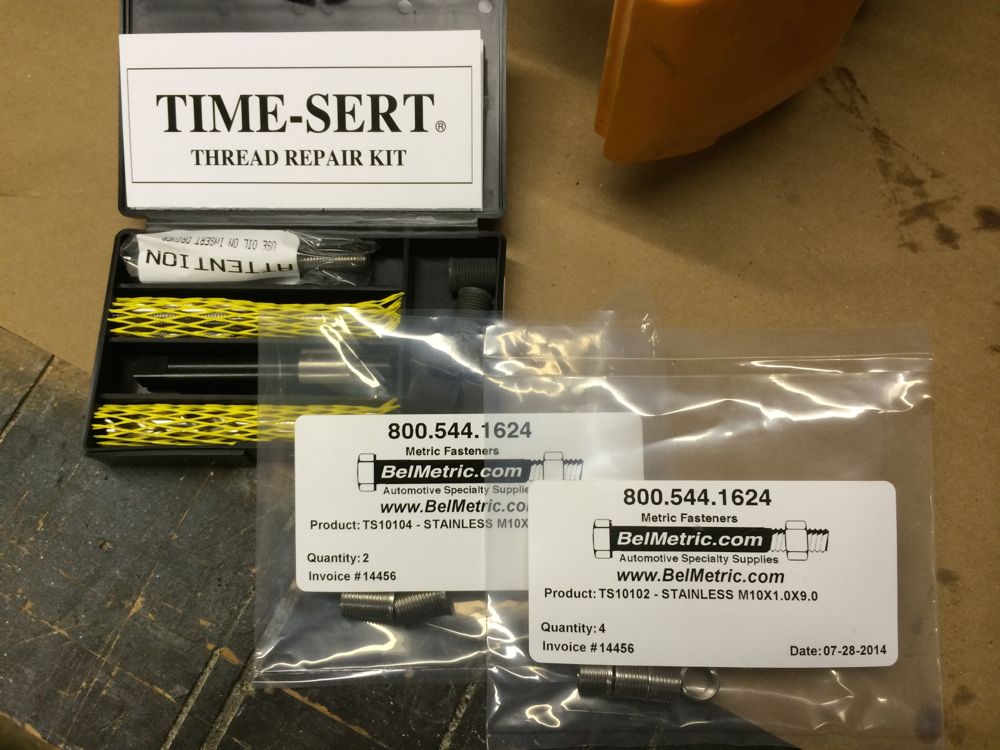 TIME-SERT®
THREAD REPAIR KIT
ATTENTION
USE OIL ON INSERT DRIVER
800.544.1624
Metric Fasteners
BelMetric.com
Automotive Specialty Supplies
www.BelMetric.co
Product: TS10104 - STAINLESS M10X
Quantity: 2
Invoice #14456
800.544.1624
Metric Fasteners
BelMetric.com
Automotive Specialty Supplies
www.BelMetric.com
Product: TS10102 - STAINLESS M10X1.0X9.0
Quantity: 4
Invoice #14456
Date: 07-28-2014